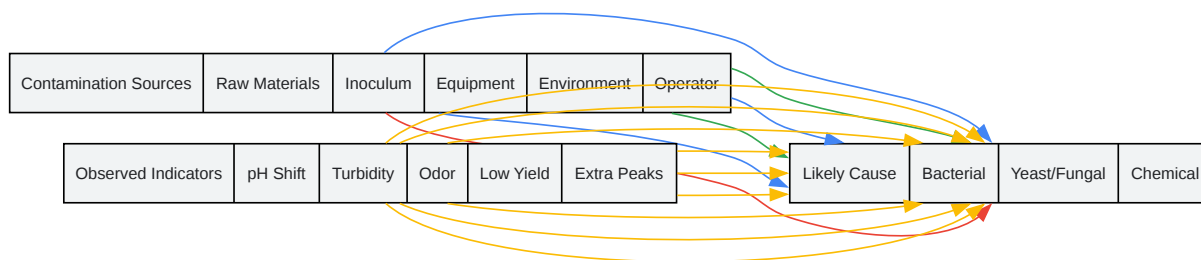 Contamination Sources Raw Materials Inoculum Equipment Environment Operator
Observed Indicators pH Shift Turbidity Odor Low Yield Extra Peaks Likely Cause Bacterial Yeast/Fungal Chemical